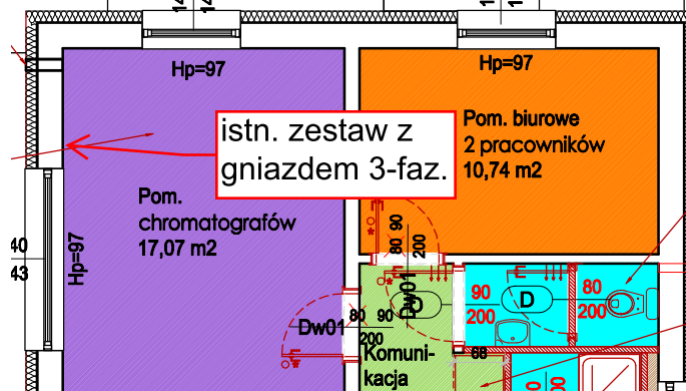 Hp=97
Hp=97
istn. zestaw z
gniazdem 3-faz.
Pom. biurowe
2 pracowników
10,74 m2
Pom.
chromatografów
17,07 m2
Hp=97
40
43
80
90
200
Dw01
80
90
200
Dw01
Komuni-
kacja
90
200
D
80
200
68
80
200